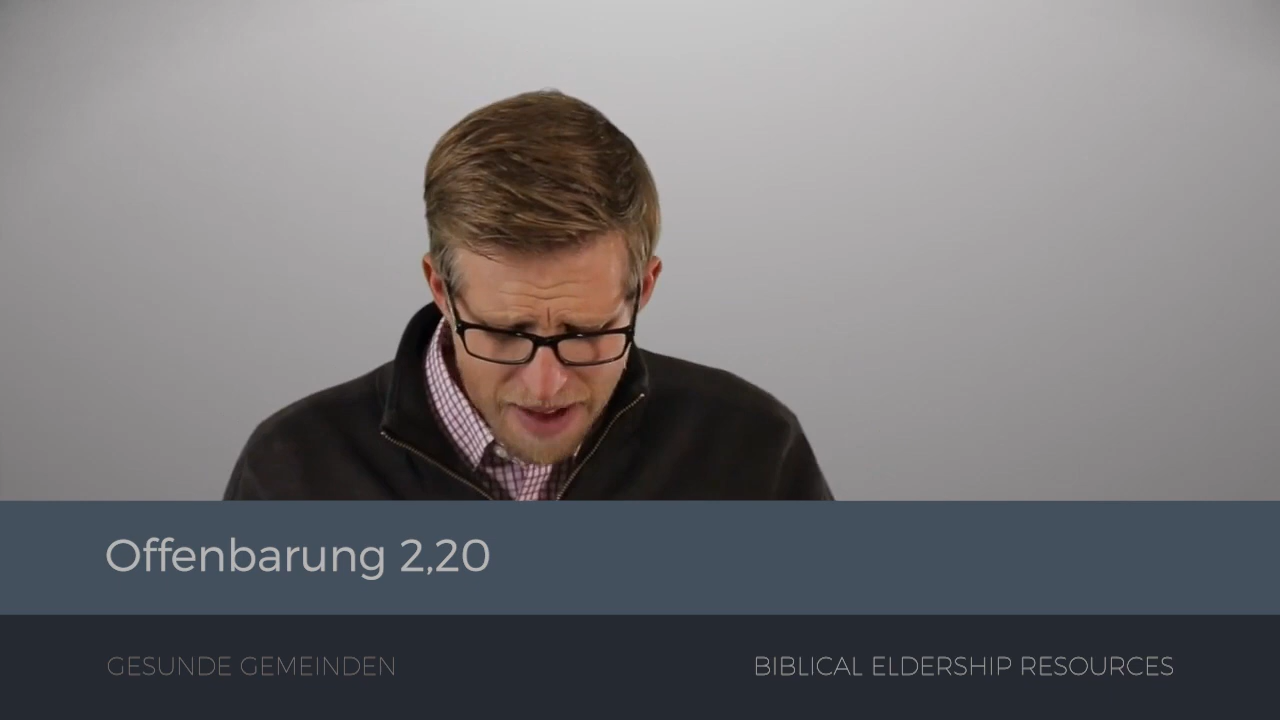 Offenbarung 2,20
GESUNDE GEMEINDEN
BIBLICAL ELDERSHIP RESOURCES